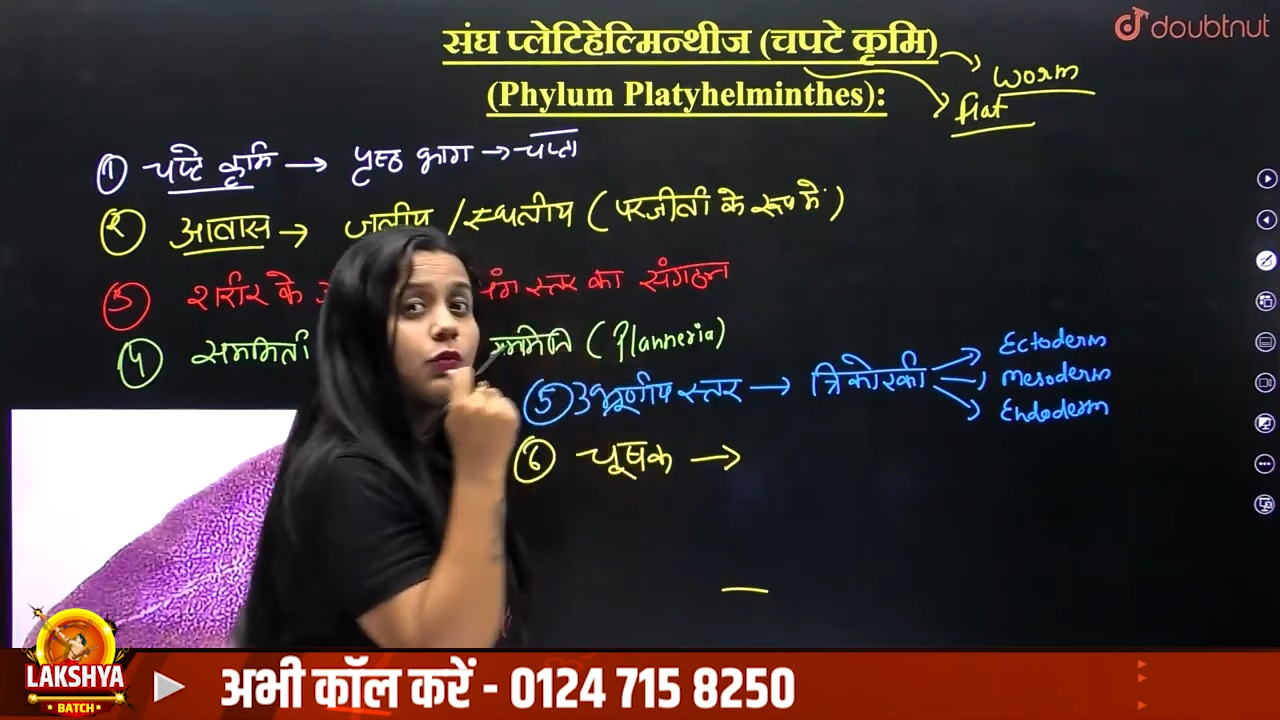 doubtnut
संघ प्लेटिहेल्मिन्थीज (चपटे कृमि)
worm
(Phylum Platyhelminthes):
flat
① चपटे कृमि → पृष्ठ भाग → चपटा
② आवास → जलीय / स्थलीय ( परजीवी के रूप में )
③ शरीर के अंग स्तर का संगठन
④ सममिती सममिति ( Planneria )
Ectoderm
⑤ भ्रूणीय स्तर → त्रिकोरकी
Mesoderm
Endoderm
⑥ चूषक →
LAKSHYA
BATCH
अभी कॉल करें - 0124 715 8250